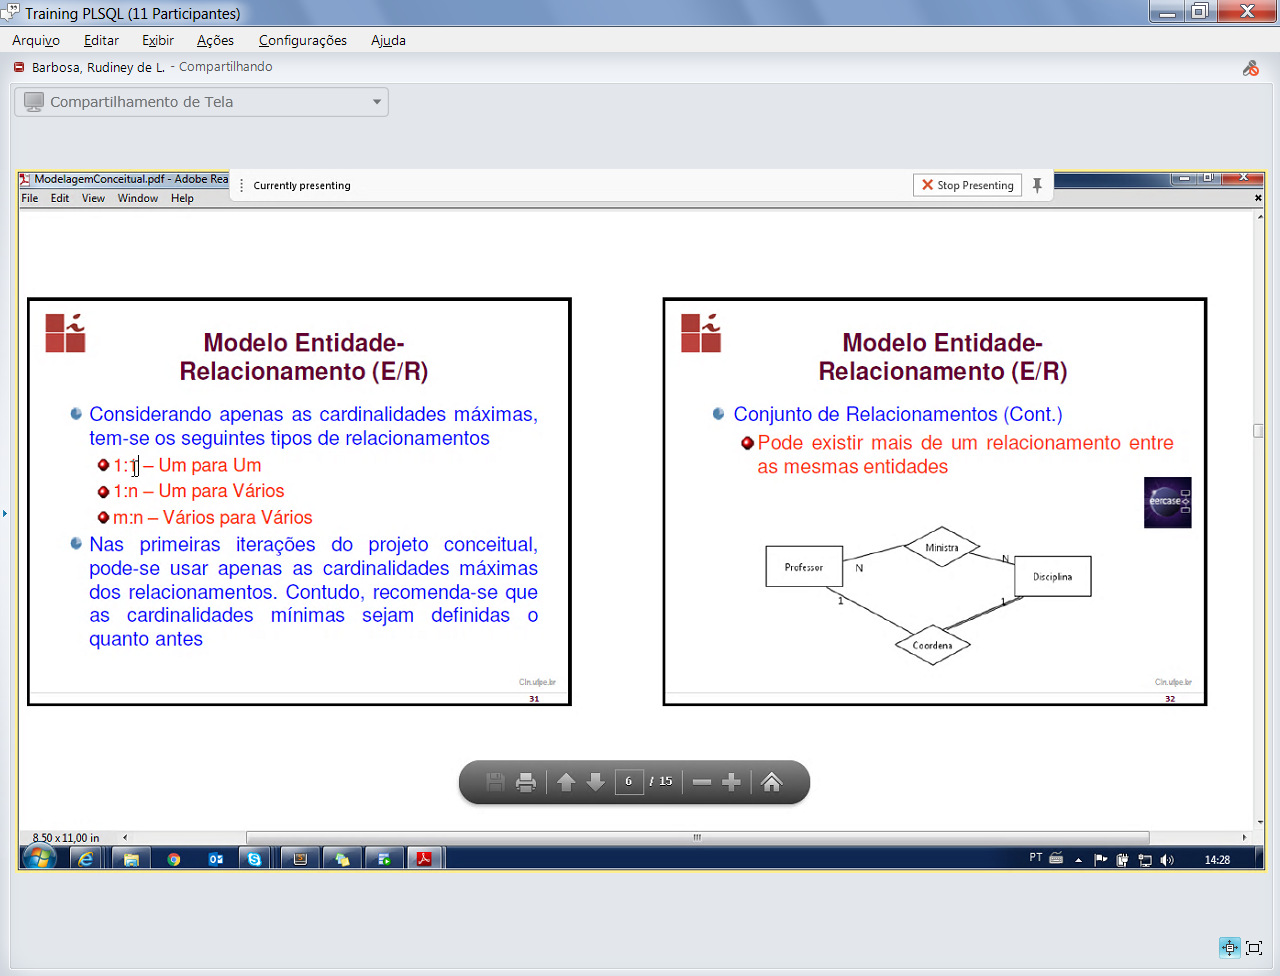 Training PLSQL (11 Participantes)
Arquivo Editar Exibir Ações Configurações Ajuda
Barbosa, Rudiney de L. - Compartilhando
Compartilhamento de Tela
ModelagemConceitual.pdf - Adobe Rea
Currently presenting
Stop Presenting
File Edit View Window Help
Modelo Entidade-
Relacionamento (E/R)
Considerando apenas as cardinalidades máximas,
tem-se os seguintes tipos de relacionamentos
1:1 – Um para Um
1:n – Um para Vários
m:n – Vários para Vários
Nas primeiras iterações do projeto conceitual,
pode-se usar apenas as cardinalidades máximas
dos relacionamentos. Contudo, recomenda-se que
as cardinalidades mínimas sejam definidas o
quanto antes
CIn.ufpe.br
31
Modelo Entidade-
Relacionamento (E/R)
Conjunto de Relacionamentos (Cont.)
Pode existir mais de um relacionamento entre
as mesmas entidades
eercase
Ministra
Professor
N
N
Disciplina
1
1
Coordena
CIn.ufpe.br
32
6 / 15
8,50 x 11,00 in
PT
14:28